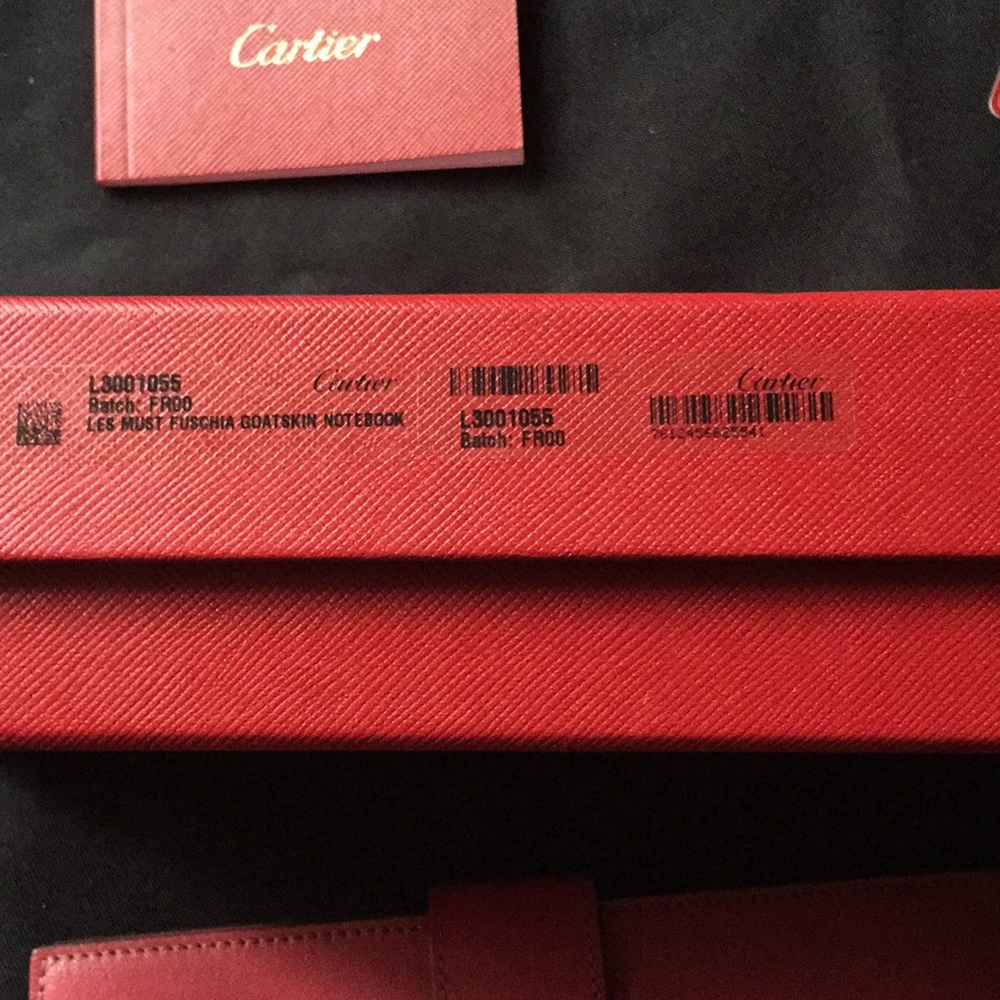 Cartier
L3001055
Batch: FR00
LES MUST FUSCHIA GOATSKIN NOTEBOOK
Cartier
L3001055
Batch: FR00
Cartier